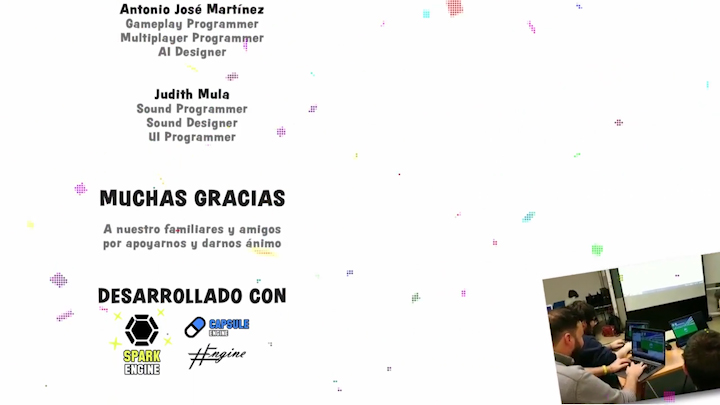 Antonio José Martínez
Gameplay Programmer
Multiplayer Programmer
AI Designer
Judith Mula
Sound Programmer
Sound Designer
UI Programmer
MUCHAS GRACIAS
A nuestro familiares y amigos
por apoyarnos y darnos ánimo
DESARROLLADO CON
SPARK
ENGINE
CAPSULE
ENGINE
#Engine